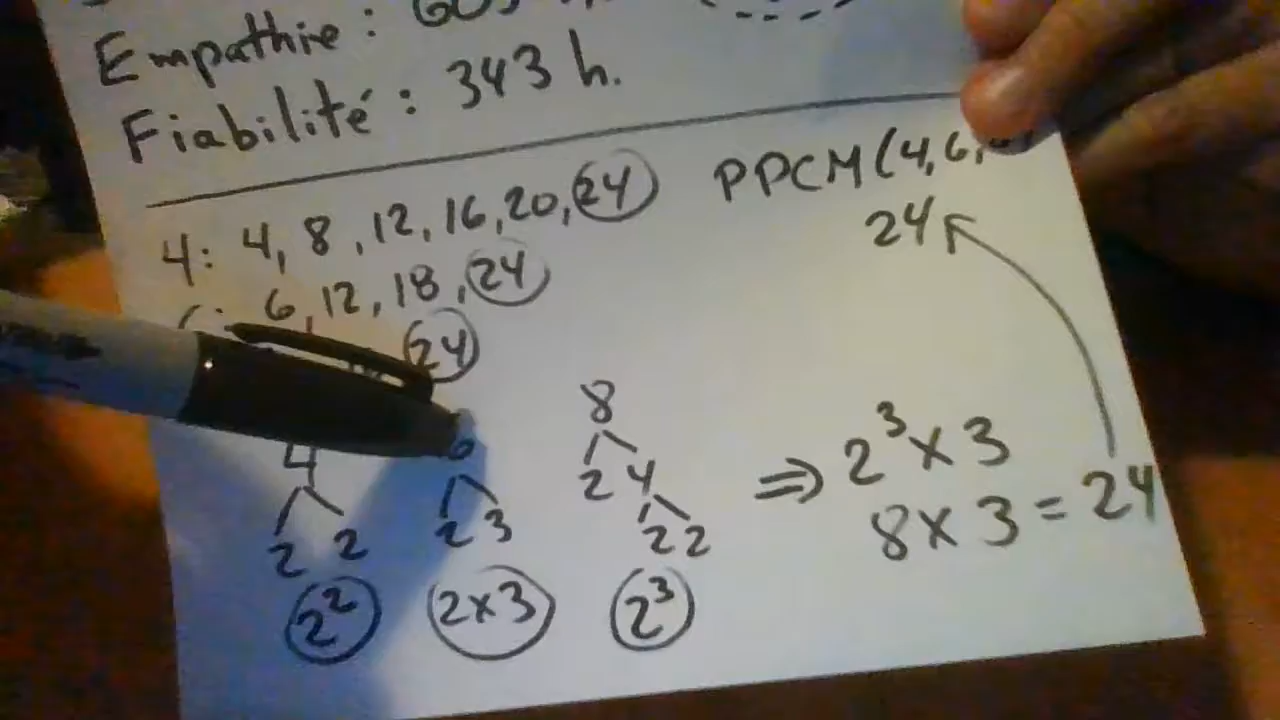 Empathie :
Fiabilité : 343 h.
4: 4, 8, 12, 16, 20, 24
PPCM(4,6,
24
6: 6, 12, 18, 24
24
4
8
2 2
2 3
2 4
2 2
2² 
2x3
2³
⇒ 2³ x 3
8 x 3 = 24